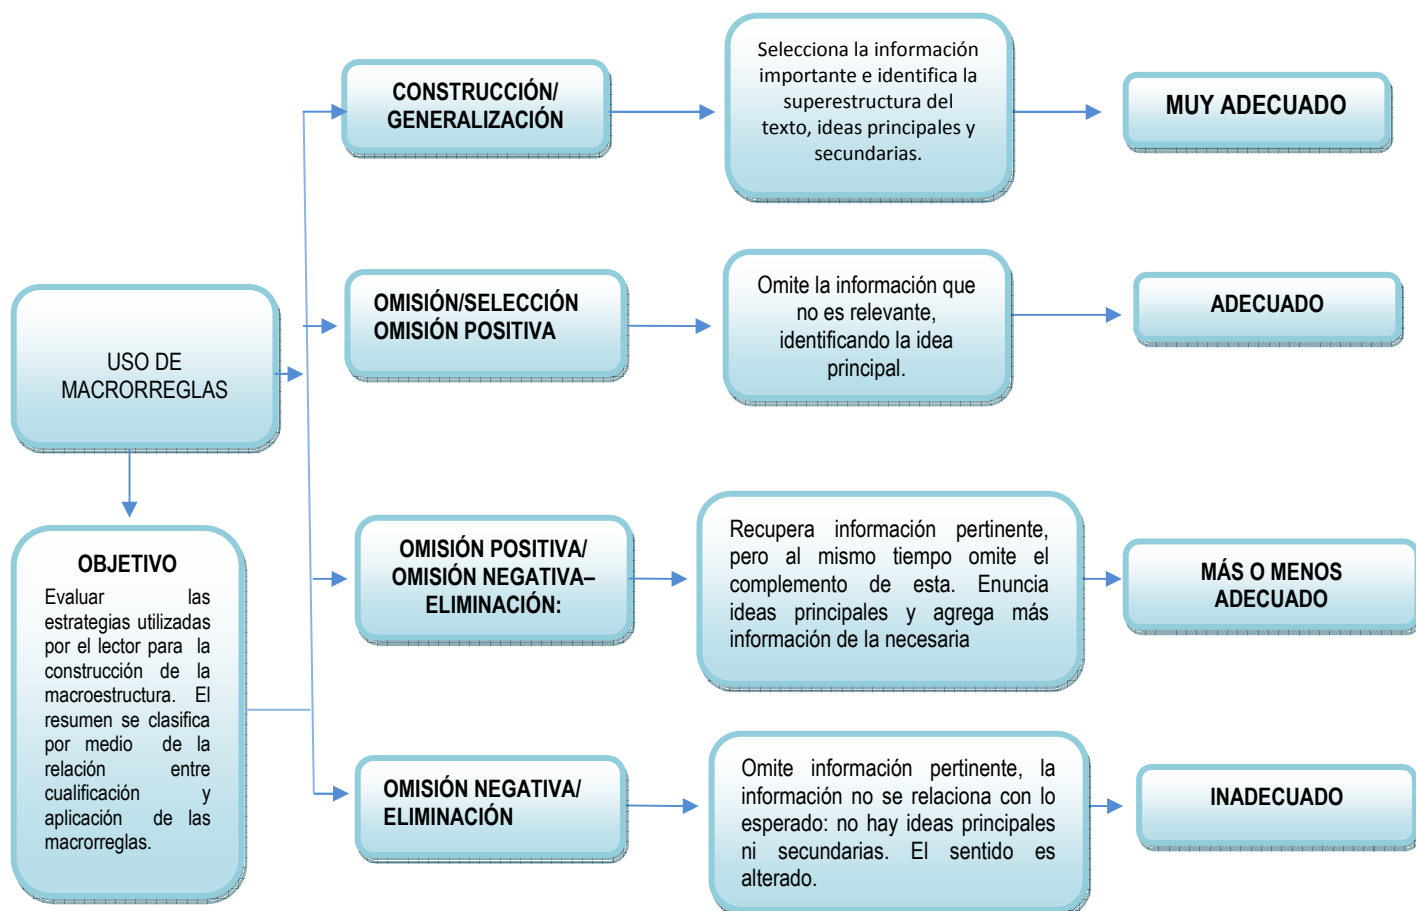 CONSTRUCCIÓN/
GENERALIZACIÓN
Selecciona la información
importante e identifica la
superestructura del
texto, ideas principales y
secundarias.
MUY ADECUADO
USO DE
MACRORREGLAS
OMISIÓN/SELECCIÓN
OMISIÓN POSITIVA
Omite la información que
no es relevante,
identificando la idea
principal.
ADECUADO
OBJETIVO
Evaluar las
estrategias utilizadas
por el lector para la
construcción de la
macroestructura. El
resumen se clasifica
por medio de la
relación entre
cualificación y
aplicación de las
macrorreglas.
OMISIÓN POSITIVA/
OMISIÓN NEGATIVA–
ELIMINACIÓN:
Recupera información pertinente,
pero al mismo tiempo omite el
complemento de esta. Enuncia
ideas principales y agrega más
información de la necesaria
MÁS O MENOS
ADECUADO
OMISIÓN NEGATIVA/
ELIMINACIÓN
Omite información pertinente, la
información no se relaciona con lo
esperado: no hay ideas principales
ni secundarias. El sentido es
alterado.
INADECUADO